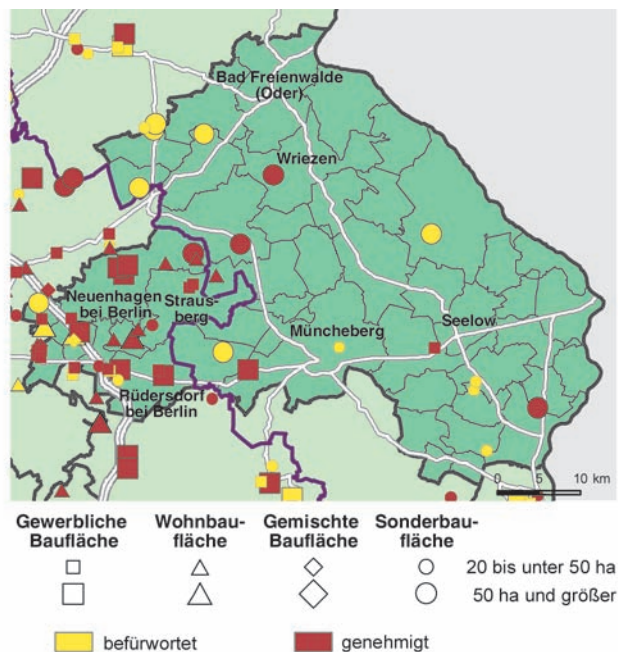 Bad Freienwalde
(Oder)
Wriezen
Neuenhagen
bei Berlin
Straus-
berg
Müncheberg
Seelow
Rüdersdorf
bei Berlin
0 5 10 km
Gewerbliche
Baufläche
Wohnbau-
fläche
Gemischte
Baufläche
Sonderbau-
fläche
20 bis unter 50 ha
50 ha und größer
befürwortet
genehmigt